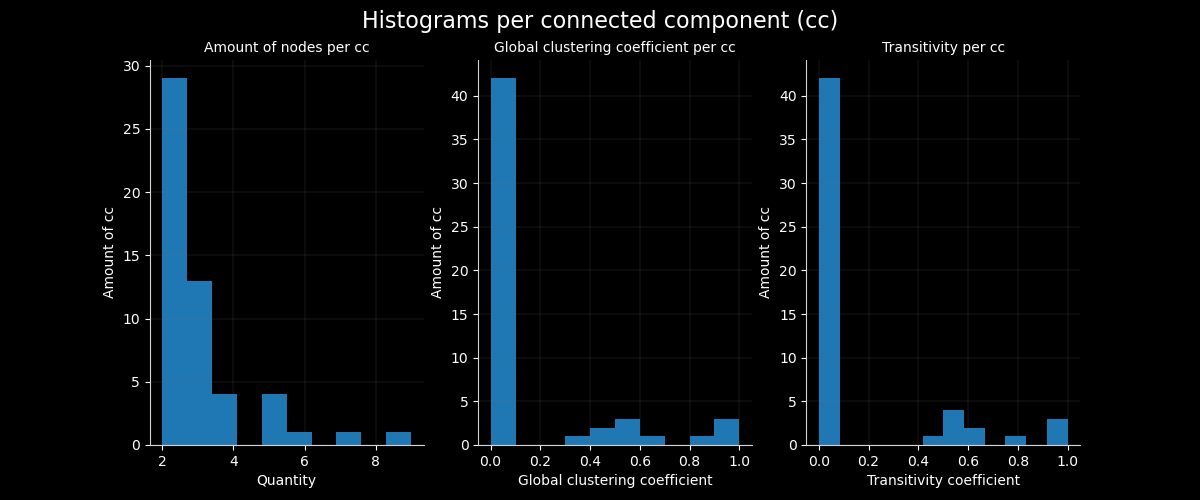 Histograms per connected component (cc)
Amount of nodes per cc
Amount of cc
30
25
20
15
10
5
0
2 4 6 8
Quantity
Global clustering coefficient per cc
Amount of cc
40
35
30
25
20
15
10
5
0
0.0 0.2 0.4 0.6 0.8 1.0
Global clustering coefficient
Transitivity per cc
Amount of cc
40
35
30
25
20
15
10
5
0
0.0 0.2 0.4 0.6 0.8 1.0
Transitivity coefficient